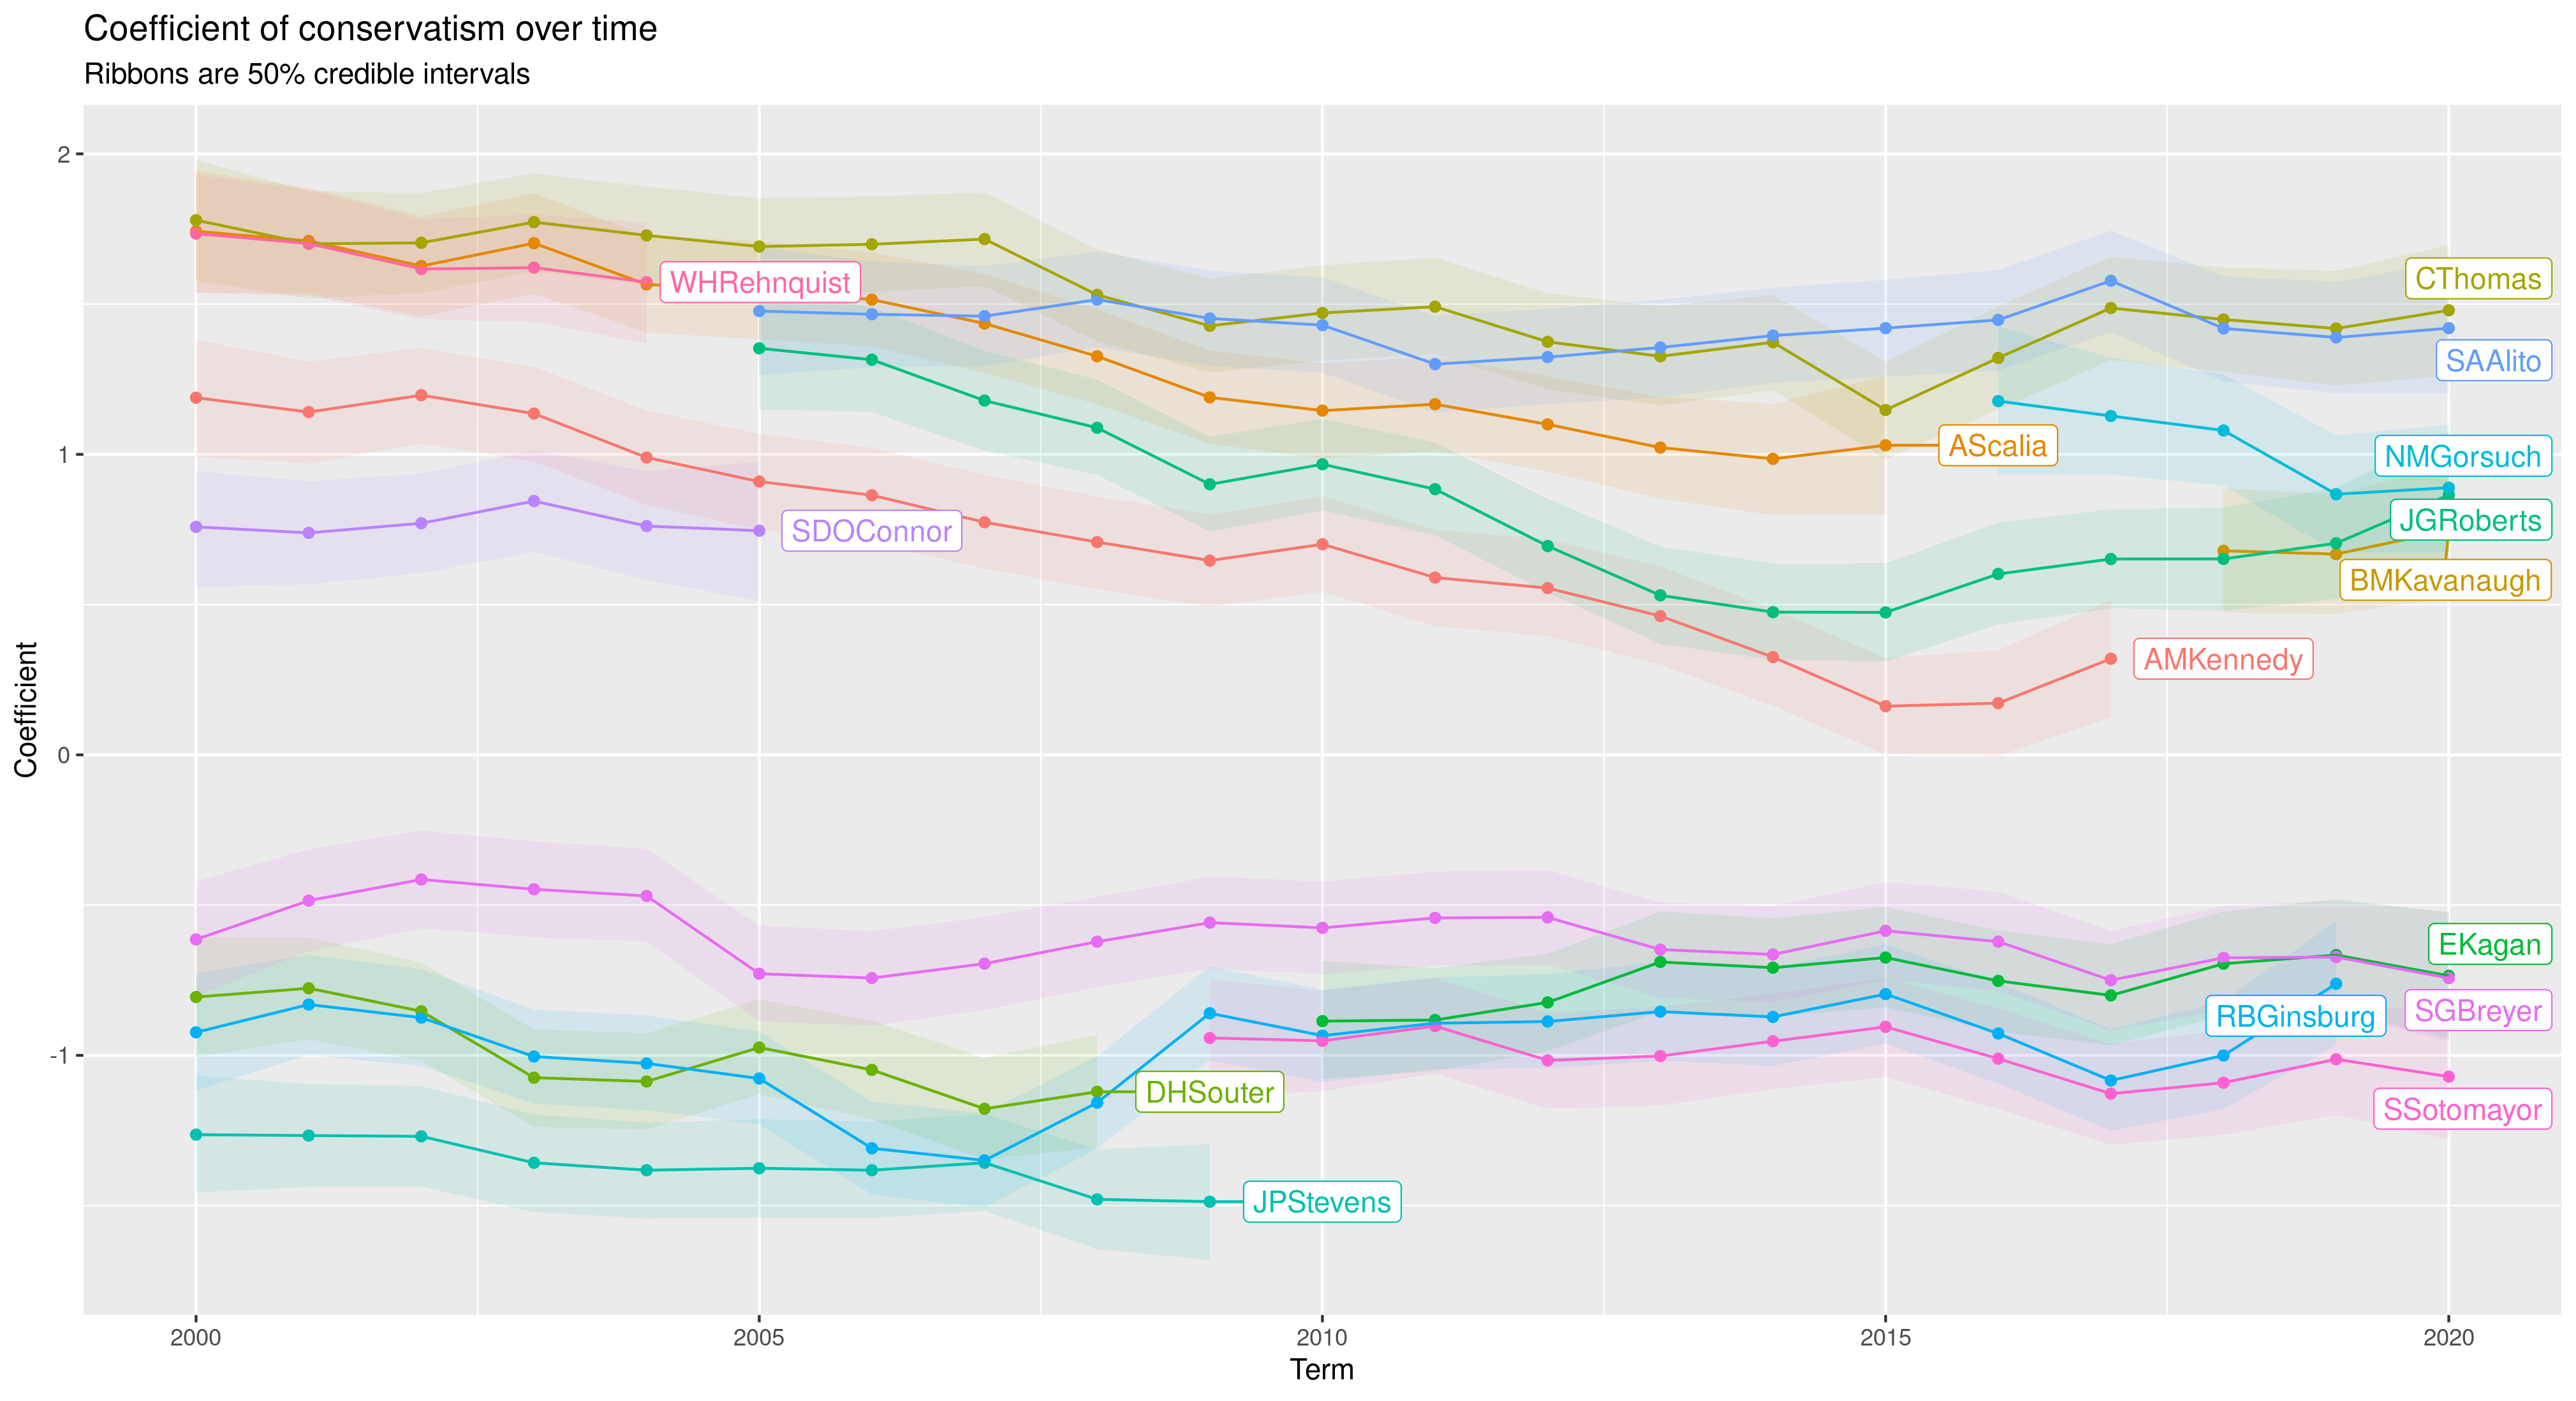 Coefficient of conservatism over time
Ribbons are 50% credible intervals
Coefficient
2
1
0
-1
WHRehnquist
CThomas
SAAlito
AScalia
NMGorsuch
JGRoberts
SDOConnor
BMKavanaugh
AMKennedy
EKagan
SGBreyer
RBGinsburg
DHSouter
SSotomayor
JPStevens
2000
2005
2010
2015
2020
Term